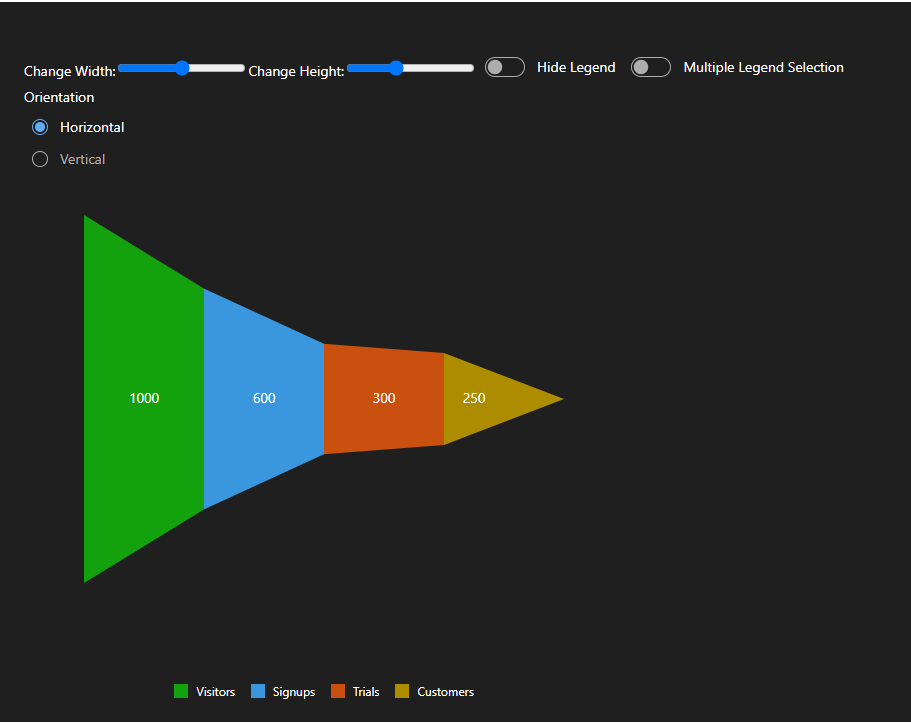 Change Width: Change Height: Hide Legend Multiple Legend Selection
Orientation
Horizontal
Vertical
1000 600 300 250
Visitors Signups Trials Customers